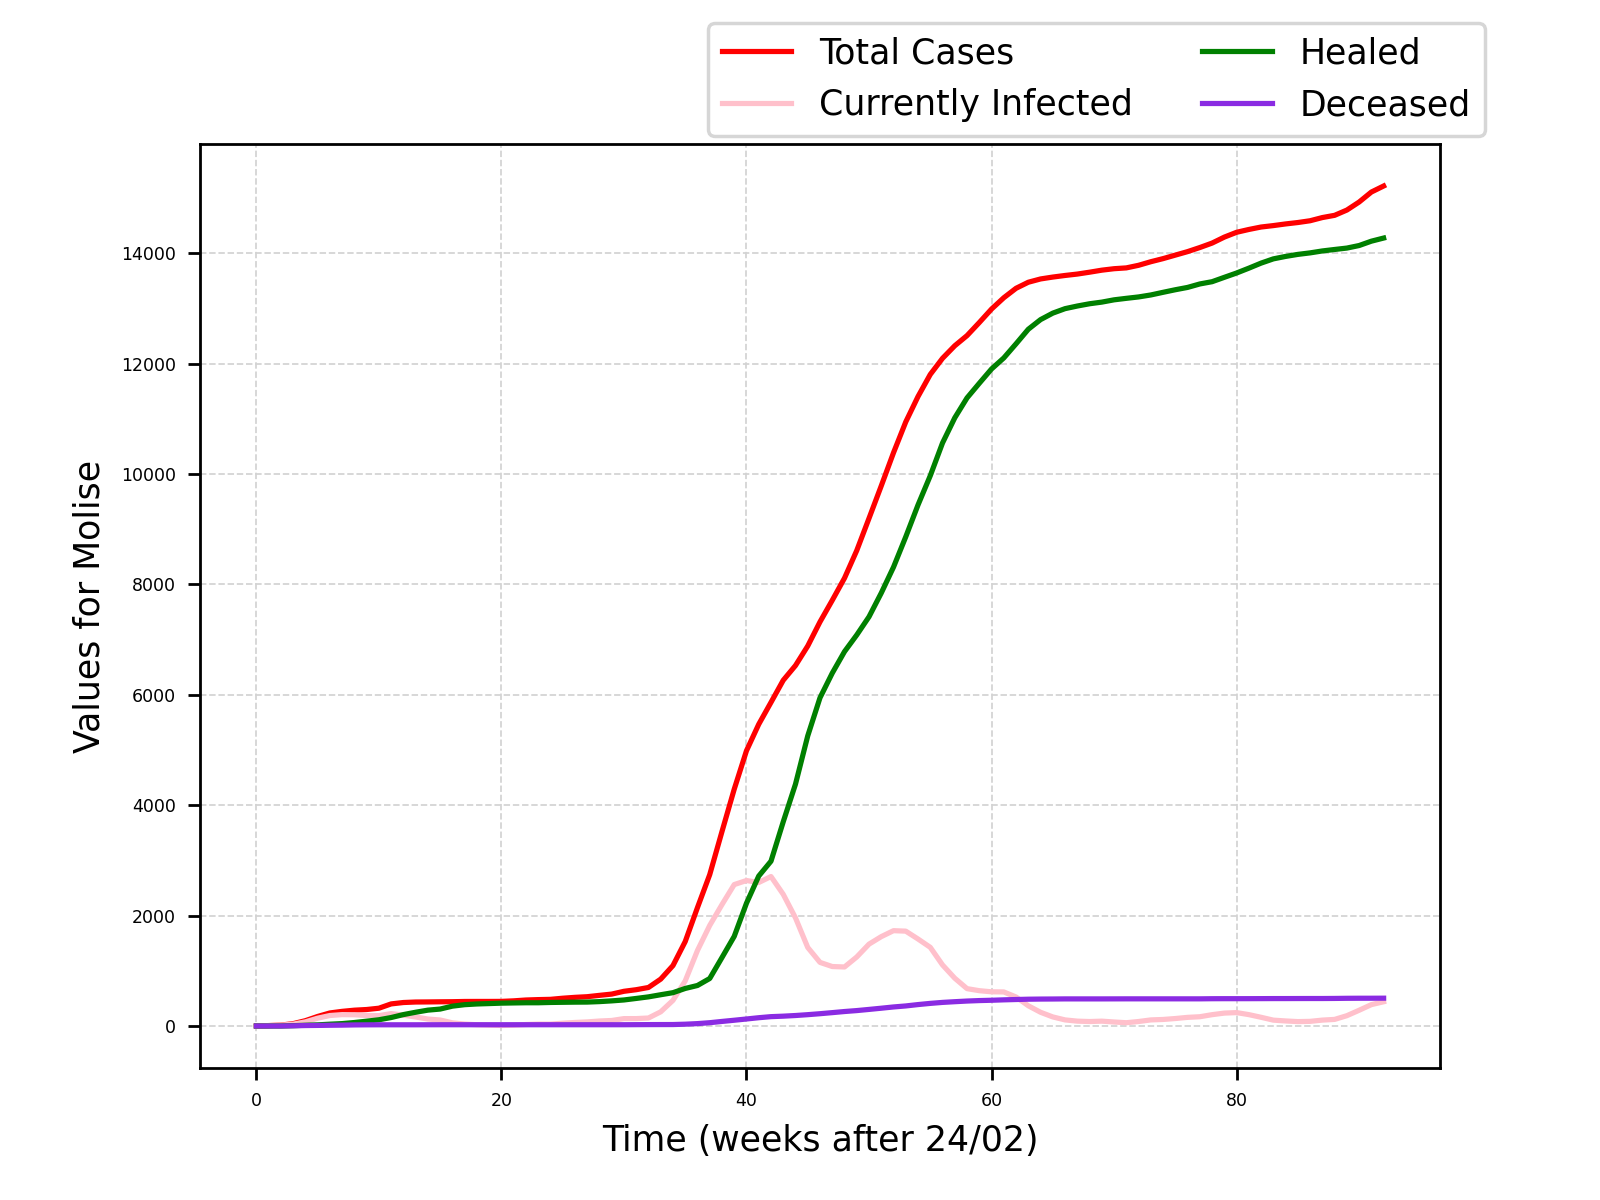 Total Cases
Currently Infected
Healed
Deceased
Values for Molise
14000
12000
10000
8000
6000
4000
2000
0
0 20 40 60 80
Time (weeks after 24/02)